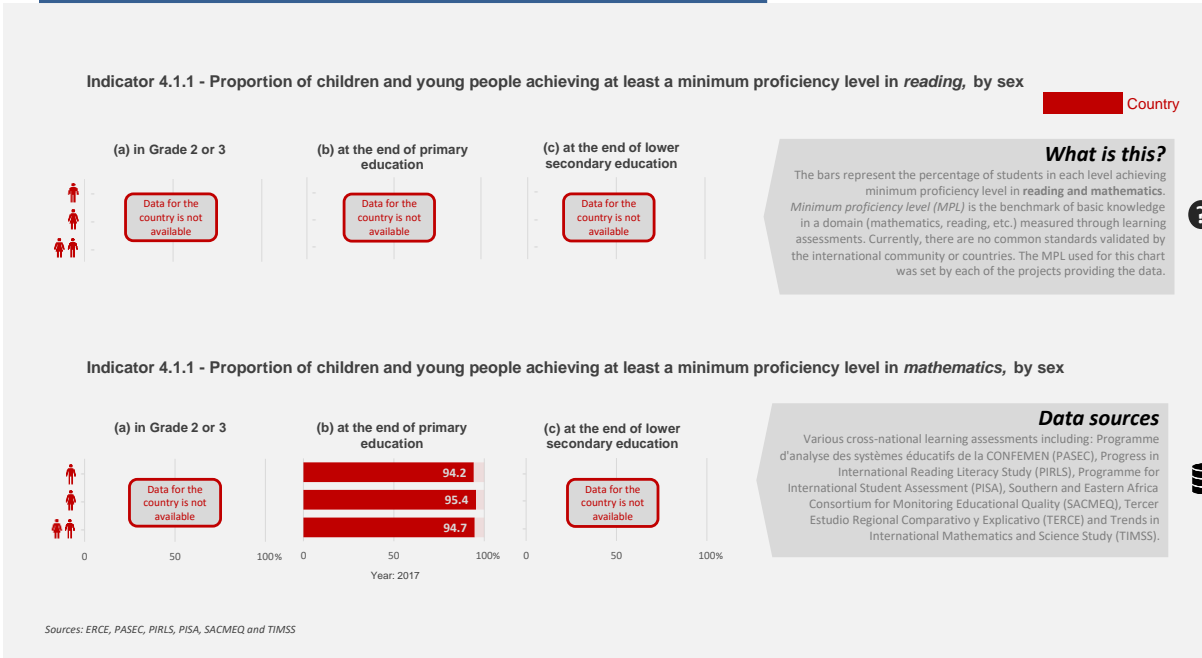 Indicator 4.1.1 - Proportion of children and young people achieving at least a minimum proficiency level in reading, by sex
Country
(a) in Grade 2 or 3
(b) at the end of primary
education
(c) at the end of lower
secondary education
Data for the
country is not
available
Data for the
country is not
available
Data for the
country is not
available
What is this?
The bars represent the percentage of students in each level achieving
minimum proficiency level in reading and mathematics.
Minimum proficiency level (MPL) is the benchmark of basic knowledge
in a domain (mathematics, reading, etc.) measured through learning
assessments. Currently, there are no common standards validated by
the international community or countries. The MPL used for this chart
was set by each of the projects providing the data.
?
Indicator 4.1.1 - Proportion of children and young people achieving at least a minimum proficiency level in mathematics, by sex
(a) in Grade 2 or 3
(b) at the end of primary
education
(c) at the end of lower
secondary education
Data for the
country is not
available
94.2
95.4
94.7
Data for the
country is not
available
0 50 100%
0 50 100%
0 50 100%
Year: 2017
Data sources
Various cross-national learning assessments including: Programme
d'analyse des systèmes éducatifs de la CONFEMEN (PASEC), Progress in
International Reading Literacy Study (PIRLS), Programme for
International Student Assessment (PISA), Southern and Eastern Africa
Consortium for Monitoring Educational Quality (SACMEQ), Tercer
Estudio Regional Comparativo y Explicativo (TERCE) and Trends in
International Mathematics and Science Study (TIMSS).
Sources: ERCE, PASEC, PIRLS, PISA, SACMEQ and TIMSS